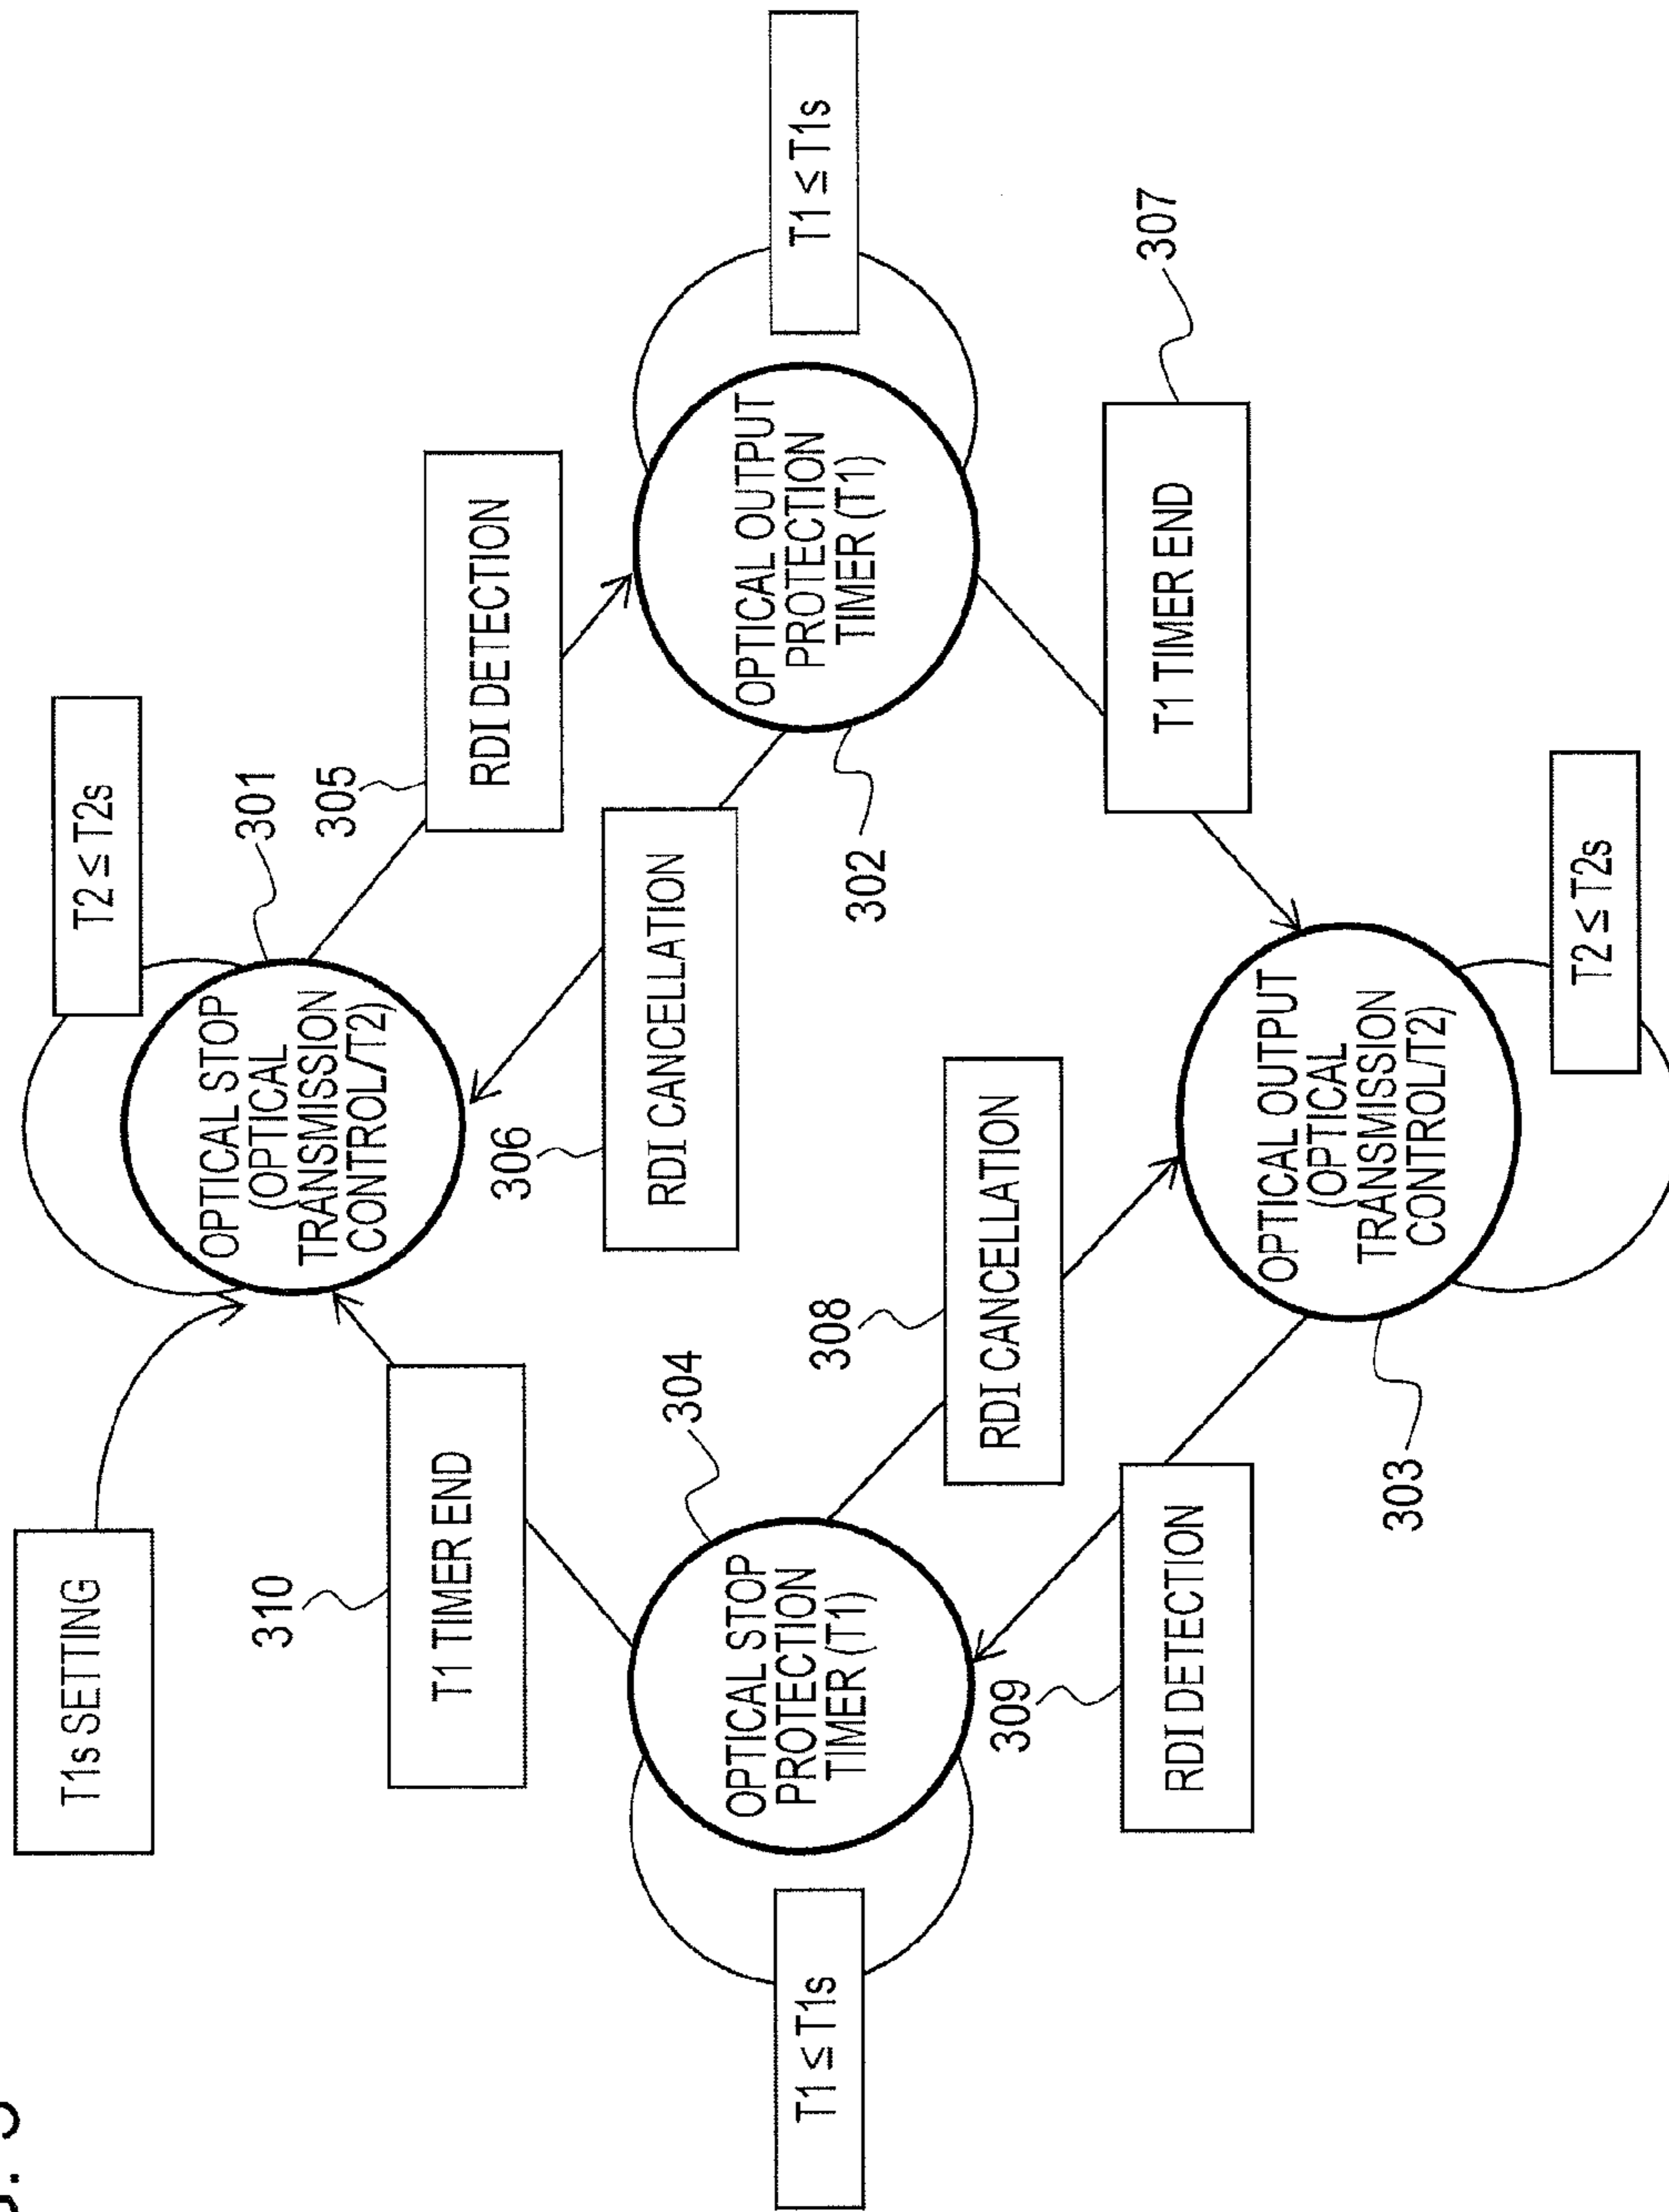 T1s SETTING
T2 ≤ T2s
OPTICAL STOP
(OPTICAL
TRANSMISSION
CONTROL/T2)
301
305
RDI DETECTION
310
T1 TIMER END
306
RDI CANCELLATION
304
OPTICAL STOP
PROTECTION
TIMER (T1)
T1 ≤ T1s
OPTICAL OUTPUT
PROTECTION
TIMER (T1)
T1 ≤ T1s
302
308
RDI CANCELLATION
309
RDI DETECTION
T1 TIMER END
307
OPTICAL OUTPUT
(OPTICAL
TRANSMISSION
CONTROL/T2)
303
T2 ≤ T2s